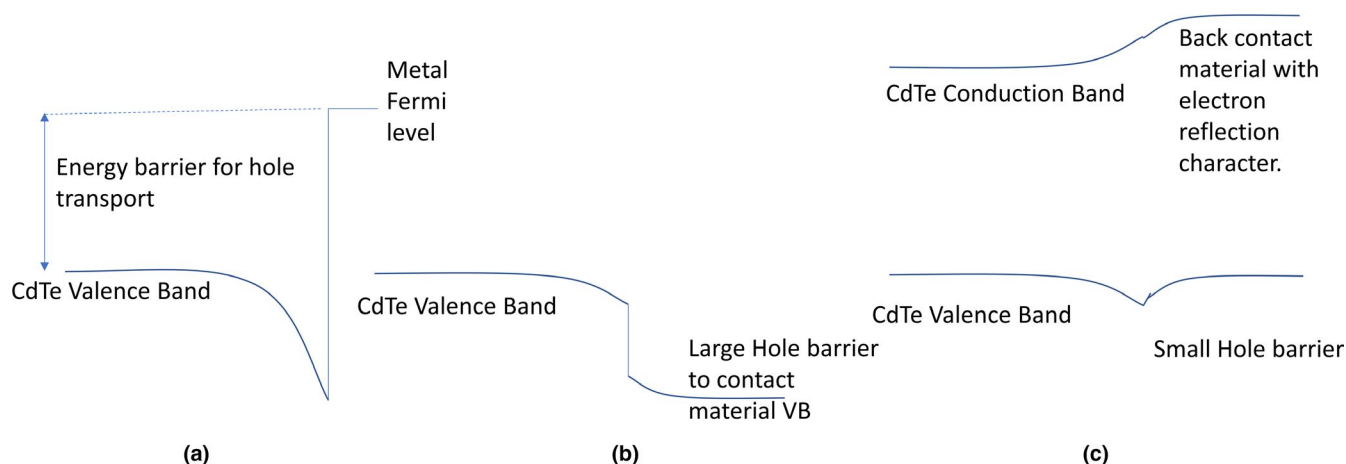 Metal
Fermi
level
Energy barrier for hole
transport
CdTe Valence Band
(a)
CdTe Valence Band
Large Hole barrier
to contact
material VB
(b)
CdTe Conduction Band
Back contact
material with
electron
reflection
character.
CdTe Valence Band
Small Hole barrier
(c)